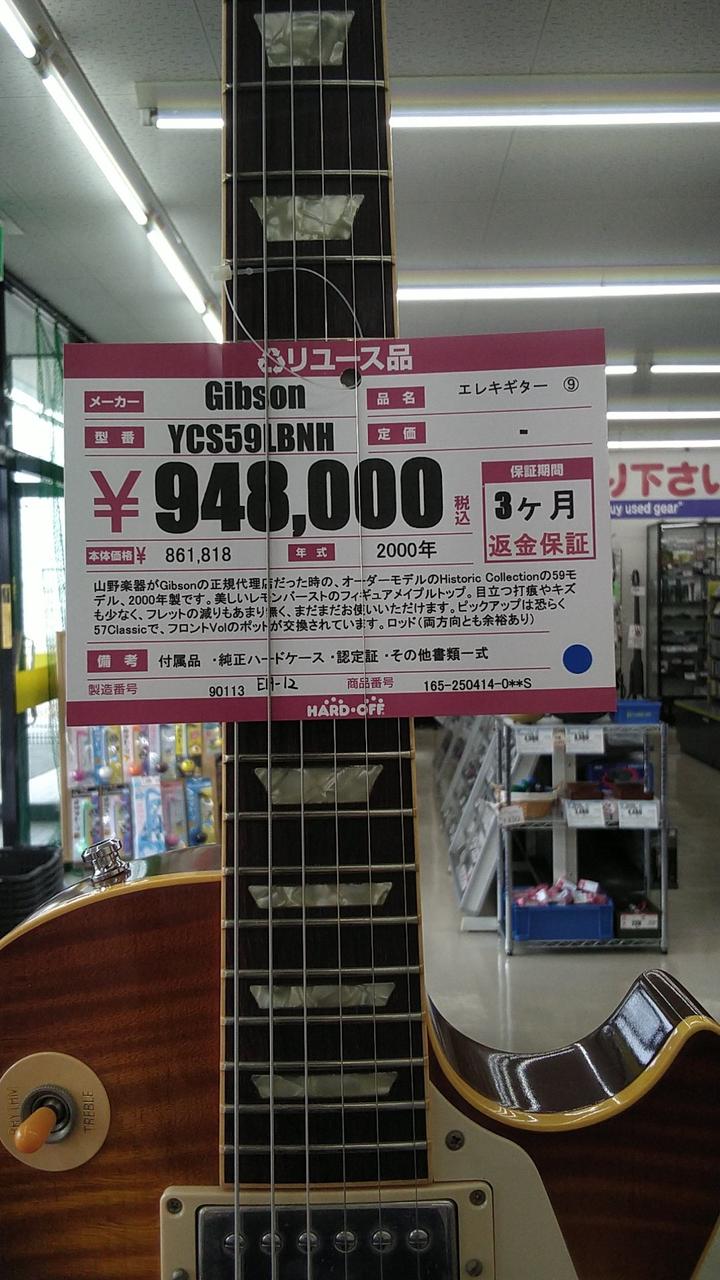 リユース品
メーカー Gibson 品名 エレキギター ⑨
型番 YCS59LBNH 定価 -
¥948,000 税込
保証期間
3ヶ月
返金保証
本体価格¥ 861,818 年式 2000年
山野楽器がGibsonの正規代理店だった時の、オーダーモデルのHistoric Collectionの59モ
デル、2000年製です。美しいレモンバーストのフィギュアメイプルトップ。目立つ打痕やキズ
も少なく、フレットの減りもあまり無く、まだまだお使いいただけます。ピックアップは恐らく
57Classicで、フロントVolのポットが交換されています。ロッド(両方向とも余裕あり)
備考 付属品 ・純正ハードケース・認定証・その他書類一式
製造番号 90113 EH-12 商品番号 165-250414-0**S
HARD・OFF
り下さい
buy used gear"
RHYTHM
TREBLE